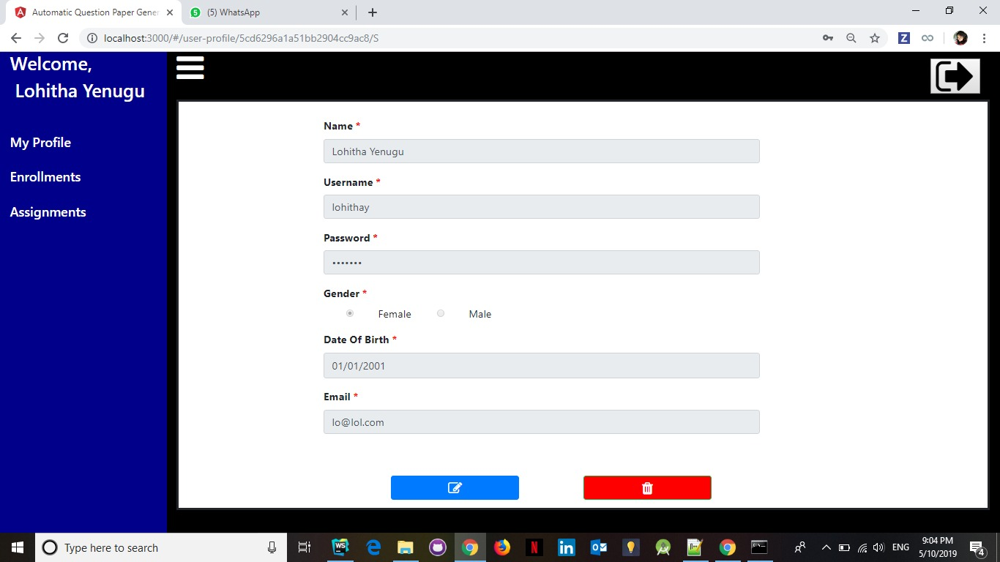 Automatic Question Paper Gener
(5) WhatsApp
localhost:3000/#/user-profile/5cd6296a1a51bb2904cc9ac8/S
Welcome,
Lohitha Yenugu
My Profile
Enrollments
Assignments
Name *
Lohitha Yenugu
Username *
lohithay
Password *
•••••••
Gender *
Female Male
Date Of Birth *
01/01/2001
Email *
lo@lol.com
Type here to search
ENG
9:04 PM
5/10/2019
4